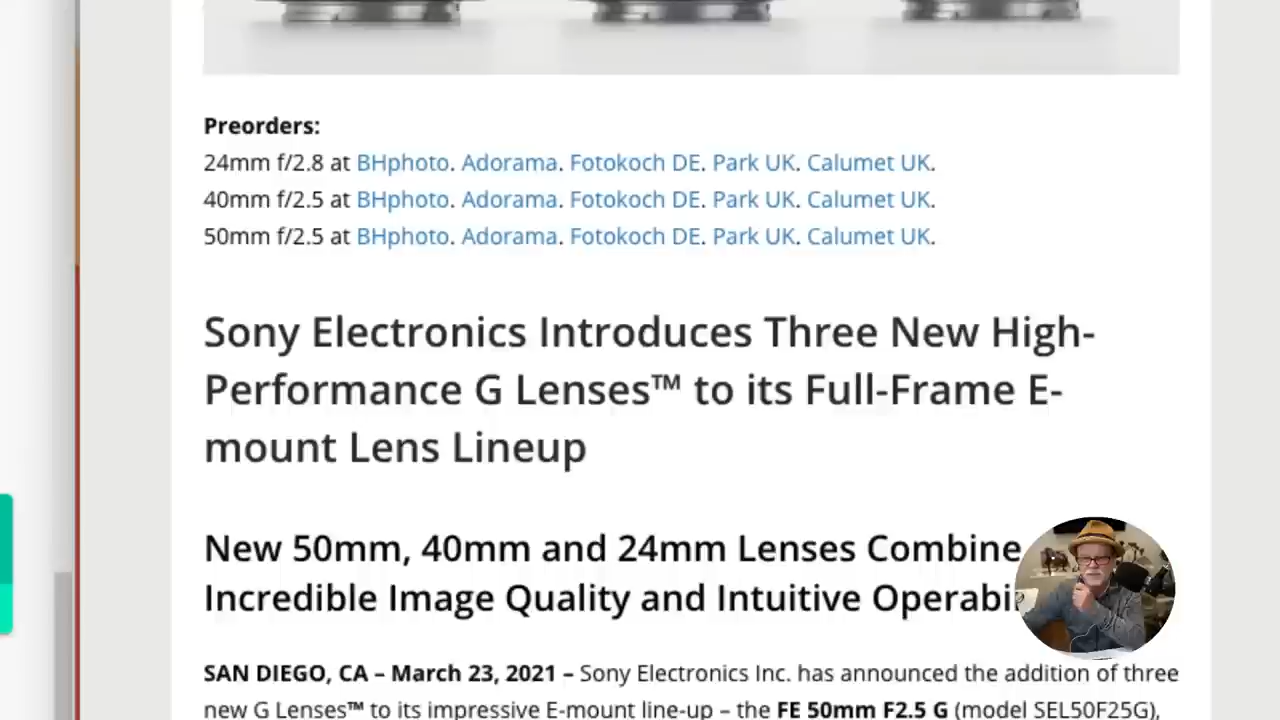 Preorders:
24mm f/2.8 at BHphoto. Adorama. Fotokoch DE. Park UK. Calumet UK.
40mm f/2.5 at BHphoto. Adorama. Fotokoch DE. Park UK. Calumet UK.
50mm f/2.5 at BHphoto. Adorama. Fotokoch DE. Park UK. Calumet UK.
Sony Electronics Introduces Three New High-
Performance G Lenses™ to its Full-Frame E-
mount Lens Lineup
New 50mm, 40mm and 24mm Lenses Combine
Incredible Image Quality and Intuitive
SAN DIEGO, CA – March 23, 2021 – Sony Electronics Inc. has announced the addition of three
new G Lenses™ to its impressive E-mount line-up – the FE 50mm F2.5 G (model SEL50F25G),